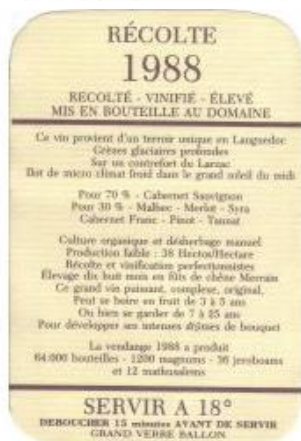 RÉCOLTE
1988
RECOLTÉ - VINIFIÉ - ÉLEVÉ
MIS EN BOUTEILLE AU DOMAINE
Ce vin provient d'un terroir unique en Languedoc
Grèzes glaciaires profondes
Sur un contrefort du Larzac
Ilot de micro climat froid dans le grand soleil du midi
Pour 70 % - Cabernet Sauvignon
Pour 30 % - Malbec - Merlot - Syra
Cabernet Franc - Pinot - Tannat
Culture organique et désherbage manuel
Production faible : 38 Hectos/Hectare
Récolte et vinification perfectionnistes
Élevage dix huit mois en fûts de chêne Merrain
Ce grand vin puissant, complexe, original,
Peut se boire en fruit de 3 à 5 ans
Ou bien se garder de 7 à 25 ans
Pour développer ses intenses arômes de bouquet
La vendange 1988 a produit
64.000 bouteilles - 1200 magnums - 36 jeroboams
et 12 mathusalems
SERVIR A 18°
DEBOUCHER 15 minutes AVANT DE SERVIR
GRAND VERRE BALLON